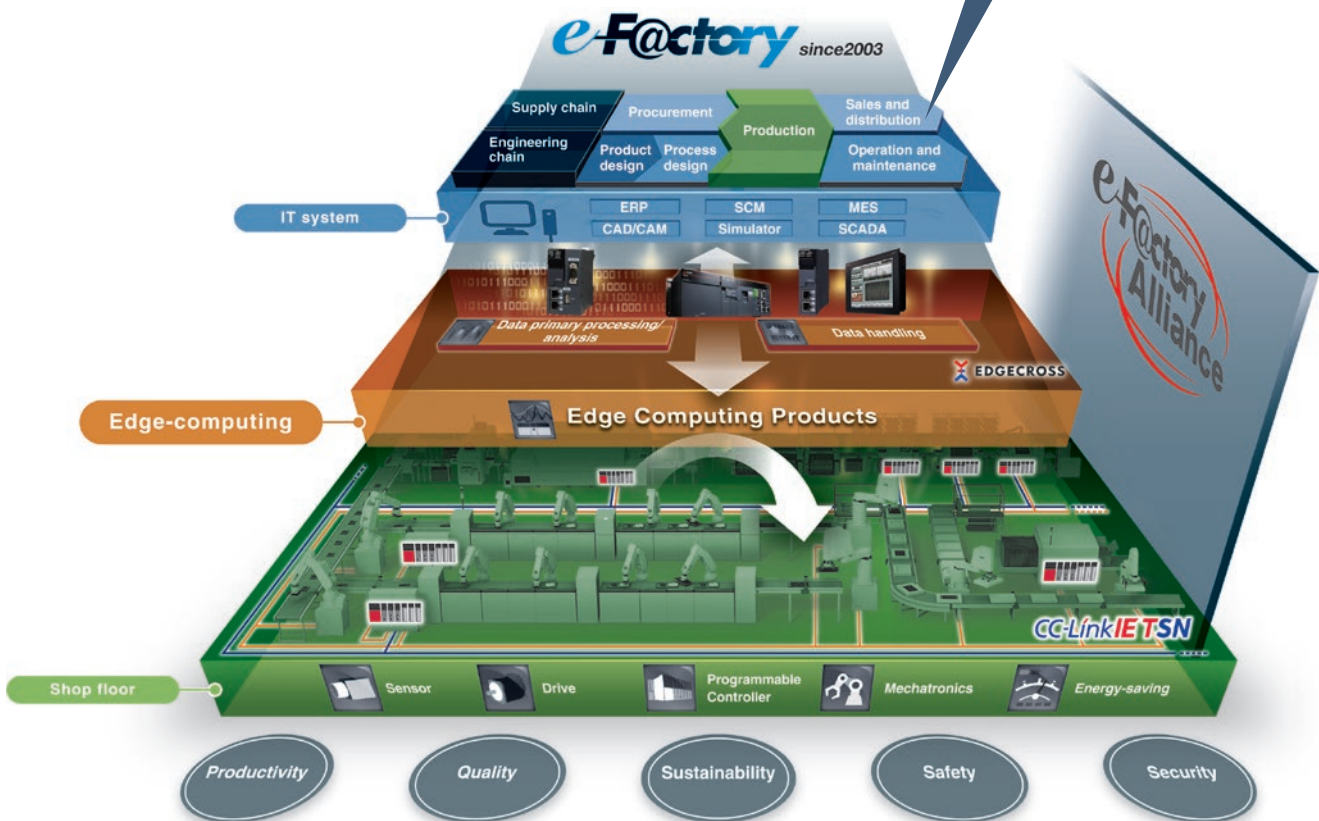 e-F@ctory since2003
Supply chain
Procurement
Production
Sales and
distribution
Engineering
chain
Product
design
Process
design
Operation and
maintenance
IT system
ERP
SCM
MES
CAD/CAM
Simulator
SCADA
Data primary processing/
analysis
Data handling
EDGECROSS
Edge-computing
Edge Computing Products
e-F@ctory
Alliance
CC-Link IE TSN
Shop floor
Sensor
Drive
Programmable
Controller
Mechatronics
Energy-saving
Productivity
Quality
Sustainability
Safety
Security